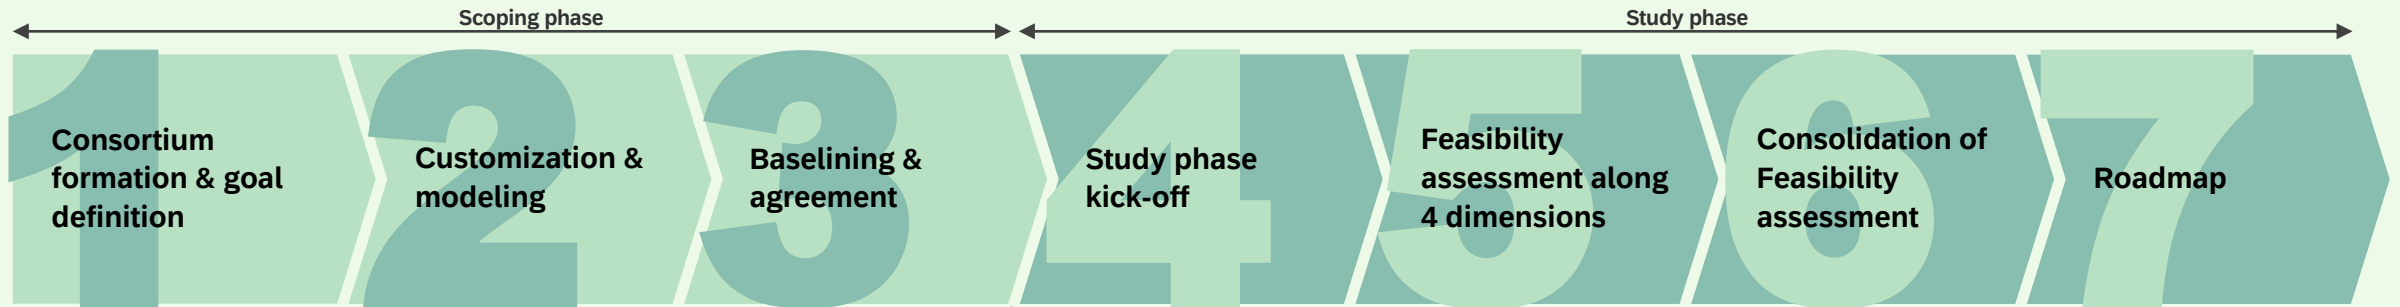 Scoping phase
Study phase
1
Consortium
formation & goal
definition
2
Customization &
modeling
3
Baselining &
agreement
4
Study phase
kick-off
5
Feasibility
assessment along
4 dimensions
6
Consolidation of
Feasibility
assessment
7
Roadmap